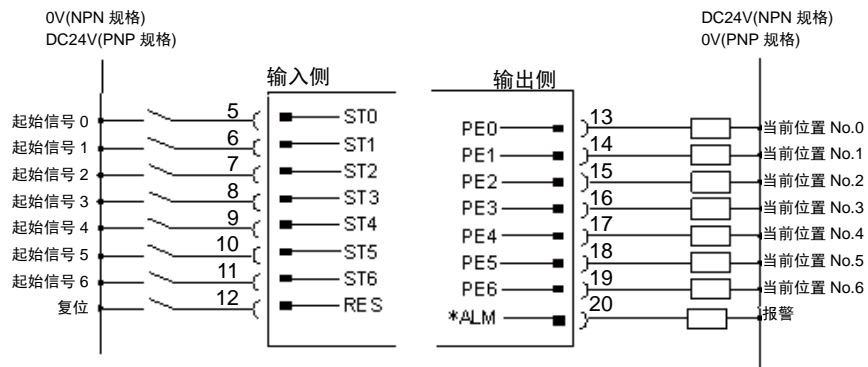 0V(NPN 规格)
DC24V(PNP 规格)
DC24V(NPN 规格)
0V(PNP 规格)
输入侧
输出侧
起始信号 0 5 ST0
起始信号 1 6 ST1
起始信号 2 7 ST2
起始信号 3 8 ST3
起始信号 4 9 ST4
起始信号 5 10 ST5
起始信号 6 11 ST6
复位 12 RES
PE0 13 当前位置 No.0
PE1 14 当前位置 No.1
PE2 15 当前位置 No.2
PE3 16 当前位置 No.3
PE4 17 当前位置 No.4
PE5 18 当前位置 No.5
PE6 19 当前位置 No.6
*ALM 20 报警